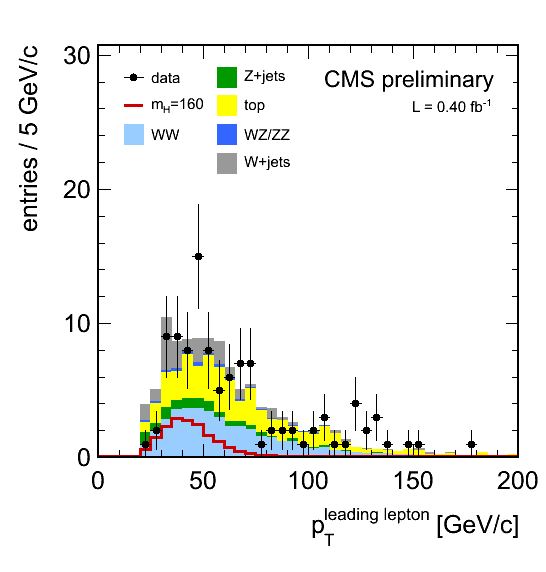 entries / 5 GeV/c
30
20
10
0
data
m_H=160
WW
Z+jets
top
WZ/ZZ
W+jets
CMS preliminary
L = 0.40 fb⁻¹
0 50 100 150 200
p_T^leading lepton [GeV/c]